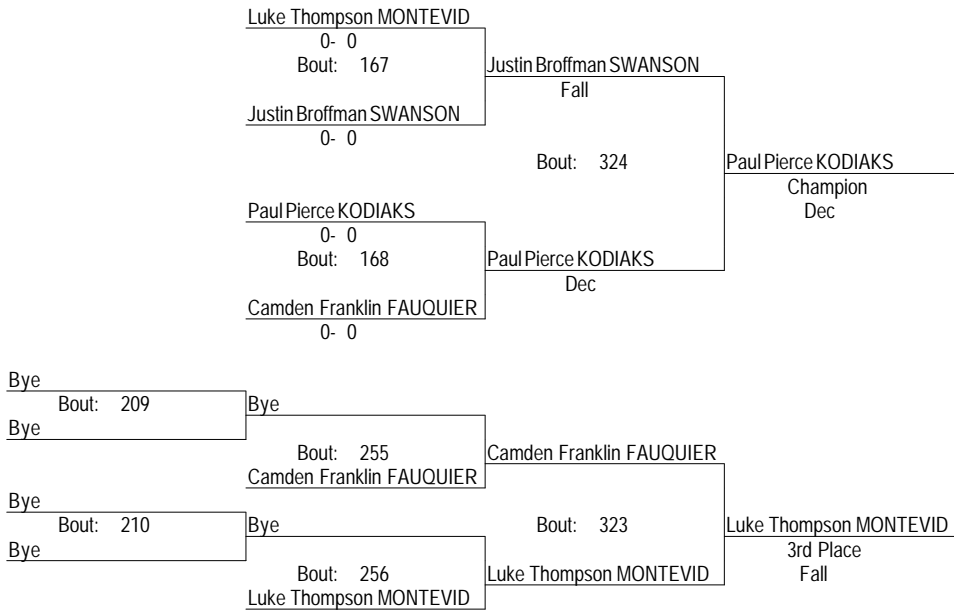 Luke Thompson MONTEVID
0- 0
Bout: 167
Justin Broffman SWANSON
Fall
Justin Broffman SWANSON
0- 0
Bout: 324
Paul Pierce KODIAKS
Champion
Dec
Paul Pierce KODIAKS
0- 0
Bout: 168
Paul Pierce KODIAKS
Dec
Camden Franklin FAUQUIER
0- 0
Bye
Bout: 209
Bye
Bye
Bout: 255
Camden Franklin FAUQUIER
Camden Franklin FAUQUIER
Bye
Bout: 210
Bye
Bye
Bout: 323
Luke Thompson MONTEVID
3rd Place
Fall
Bout: 256
Luke Thompson MONTEVID
Luke Thompson MONTEVID